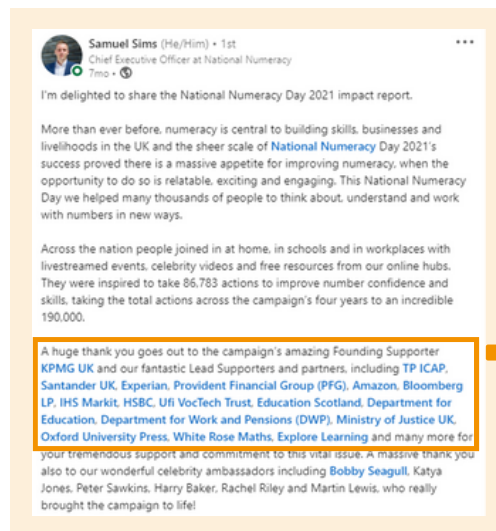 Samuel Sims (He/Him) • 1st
Chief Executive Officer at National Numeracy
7mo •
I'm delighted to share the National Numeracy Day 2021 impact report.
More than ever before, numeracy is central to building skills, businesses and
livelihoods in the UK and the sheer scale of National Numeracy Day 2021's
success proved there is a massive appetite for improving numeracy, when the
opportunity to do so is relatable, exciting and engaging. This National Numeracy
Day we helped many thousands of people to think about, understand and work
with numbers in new ways.
Across the nation people joined in at home, in schools and in workplaces with
livestreamed events, celebrity videos and free resources from our online hubs.
They were inspired to take 86,783 actions to improve number confidence and
skills, taking the total actions across the campaign's four years to an incredible
190,000.
A huge thank you goes out to the campaign's amazing Founding Supporter
KPMG UK and our fantastic Lead Supporters and partners, including TP ICAP,
Santander UK, Experian, Provident Financial Group (PFG), Amazon, Bloomberg
LP, IHS Markit, HSBC, Ufi VocTech Trust, Education Scotland, Department for
Education, Department for Work and Pensions (DWP), Ministry of Justice UK,
Oxford University Press, White Rose Maths, Explore Learning and many more for
your tremendous support and commitment to this vital issue. A massive thank you
also to our wonderful celebrity ambassadors including Bobby Seagull, Katya
Jones, Peter Sawkins, Harry Baker, Rachel Riley and Martin Lewis, who really
brought the campaign to life!